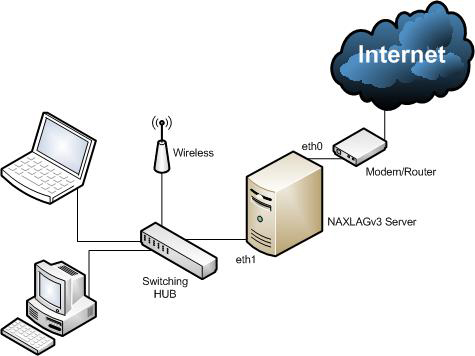 Internet
eth0
Wireless
Modem/Router
NAXLAGv3 Server
eth1
Switching
HUB